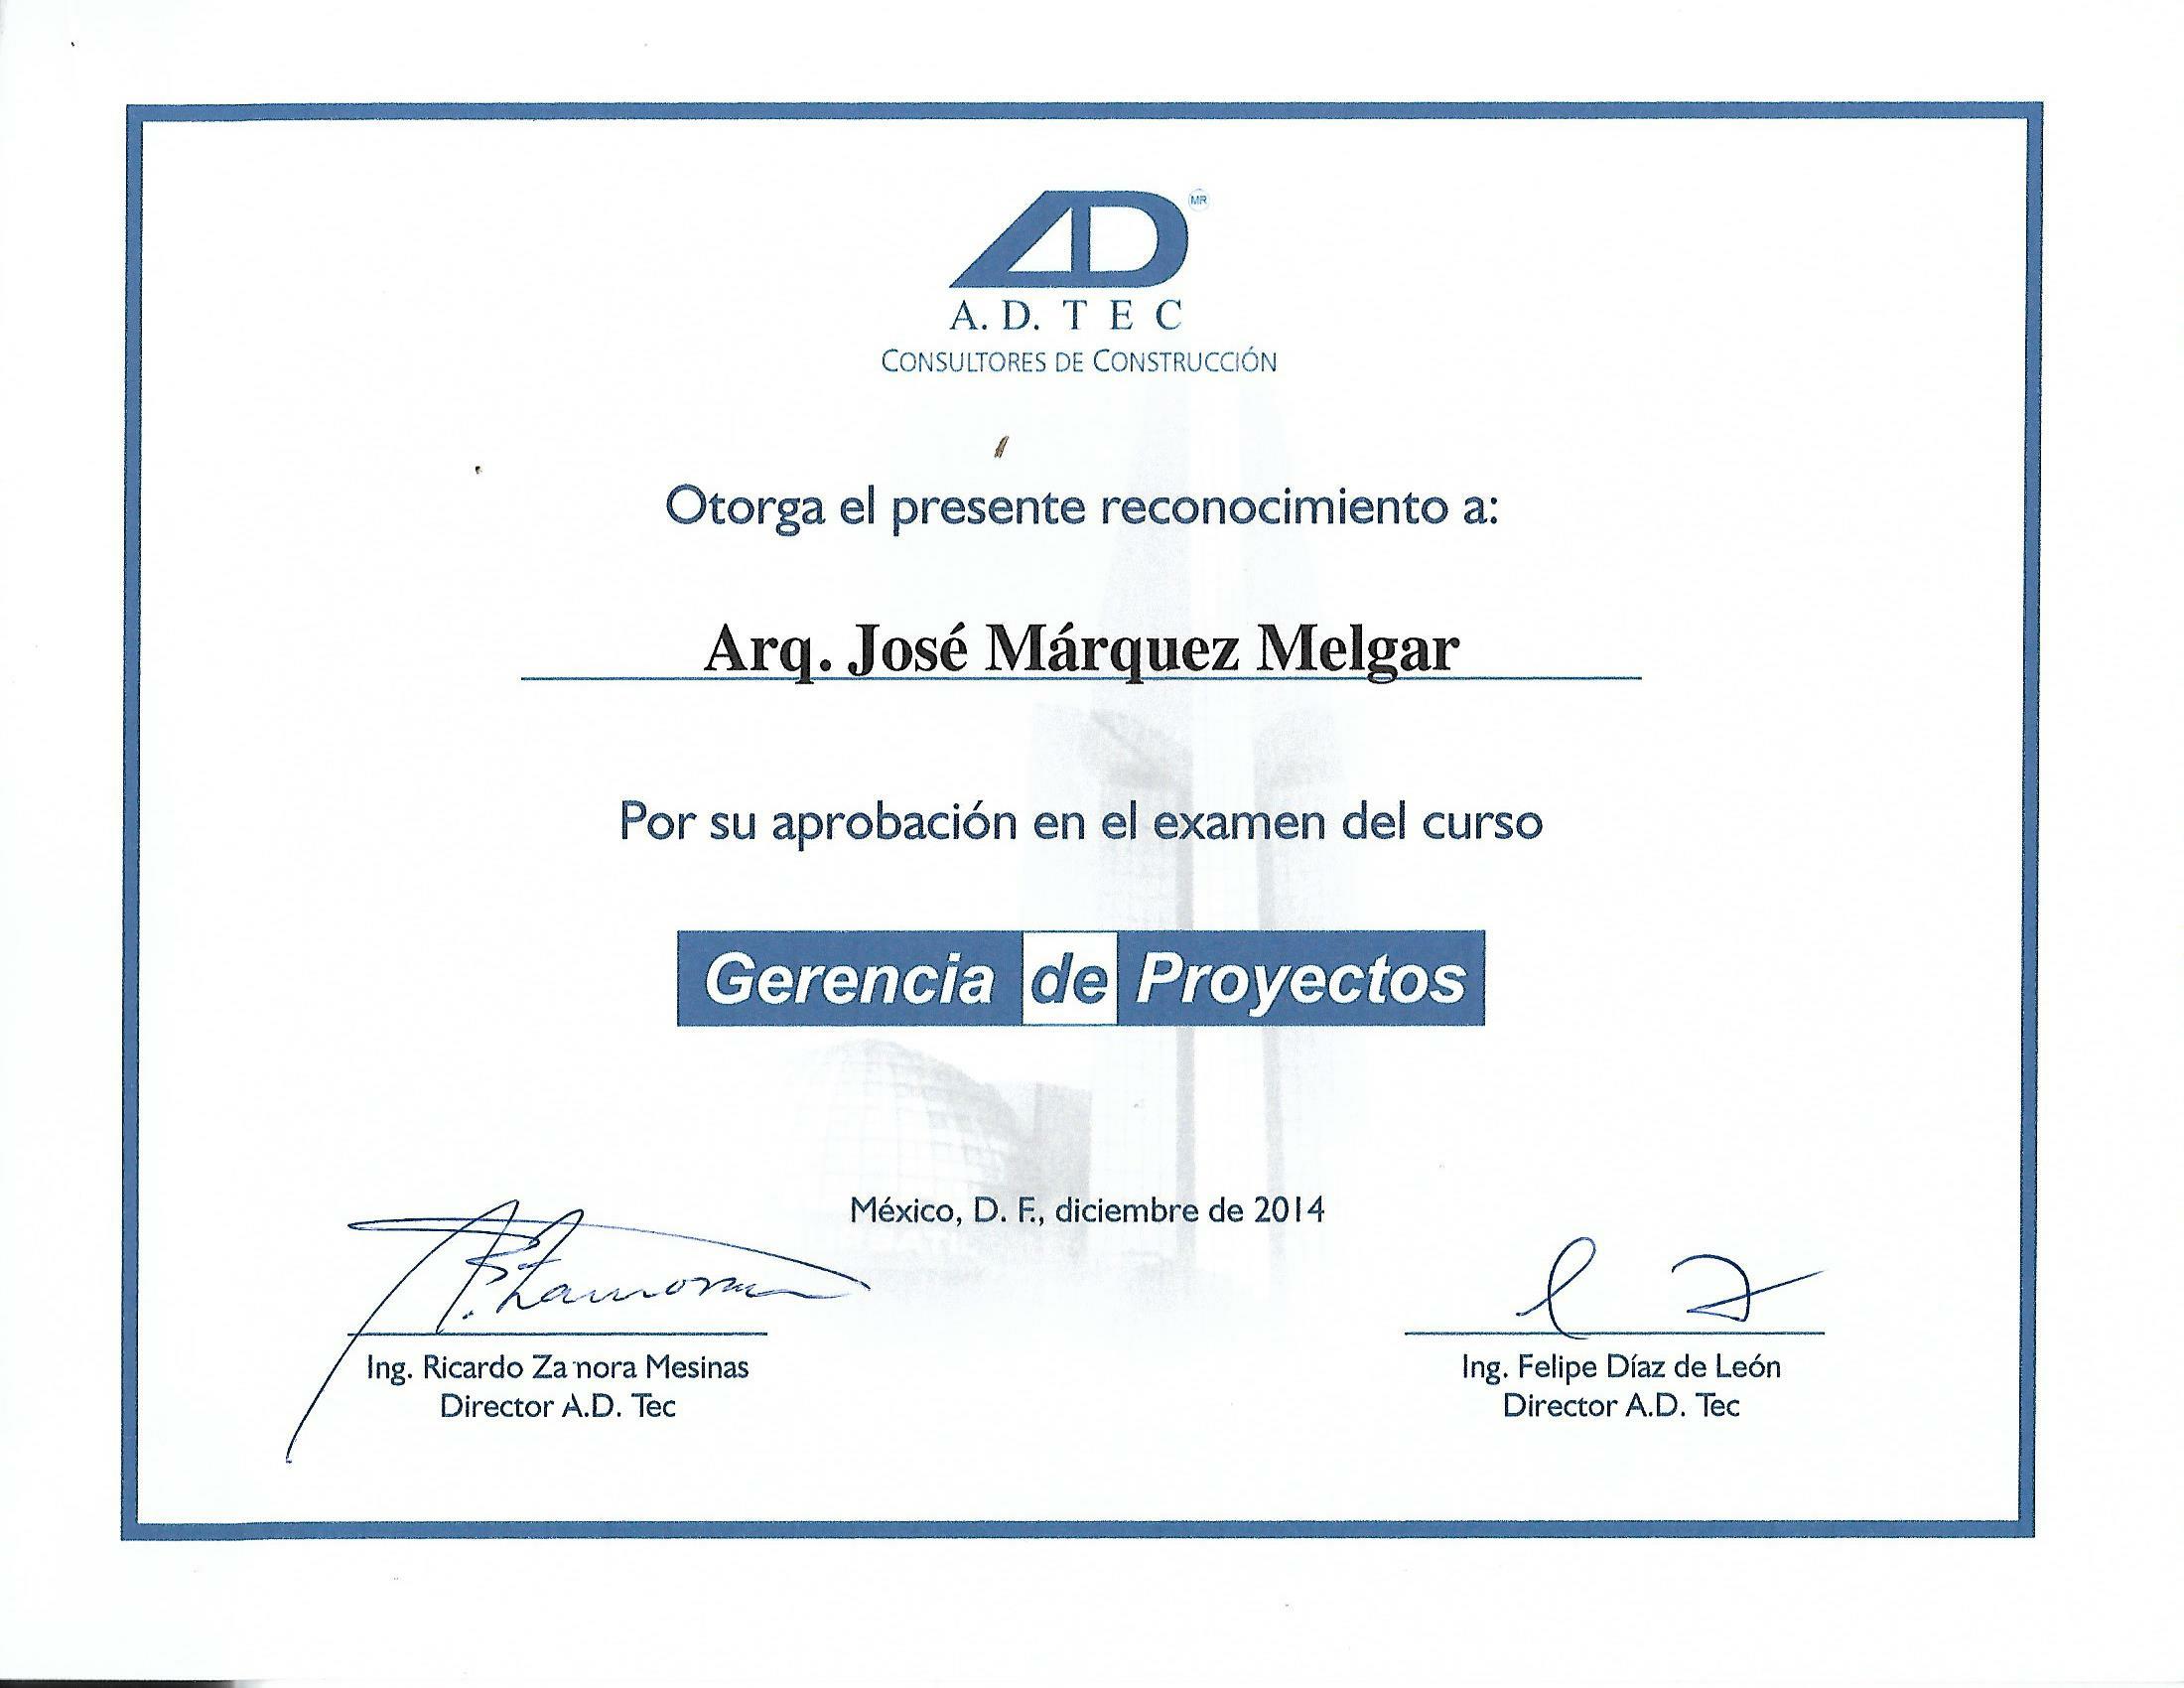 MR
A. D. T E C
CONSULTORES DE CONSTRUCCIÓN
Otorga el presente reconocimiento a:
Arq. José Márquez Melgar
Por su aprobación en el examen del curso
Gerencia de Proyectos
México, D. F., diciembre de 2014
Ing. Ricardo Zamora Mesinas
Director A.D. Tec
Ing. Felipe Díaz de León
Director A.D. Tec